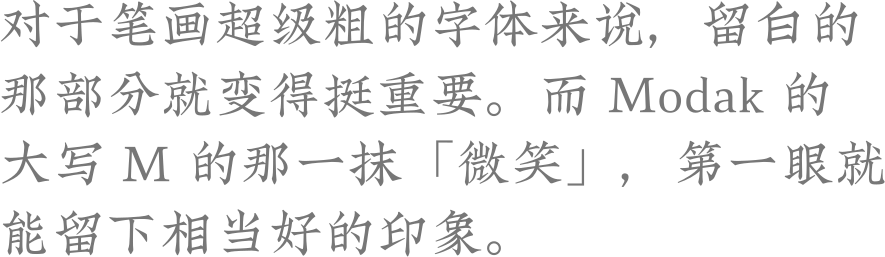 对于笔画超级粗的字体来说，留白的
那部分就变得挺重要。而 Modak 的
大写 M 的那一抹「微笑」，第一眼就
能留下相当好的印象。